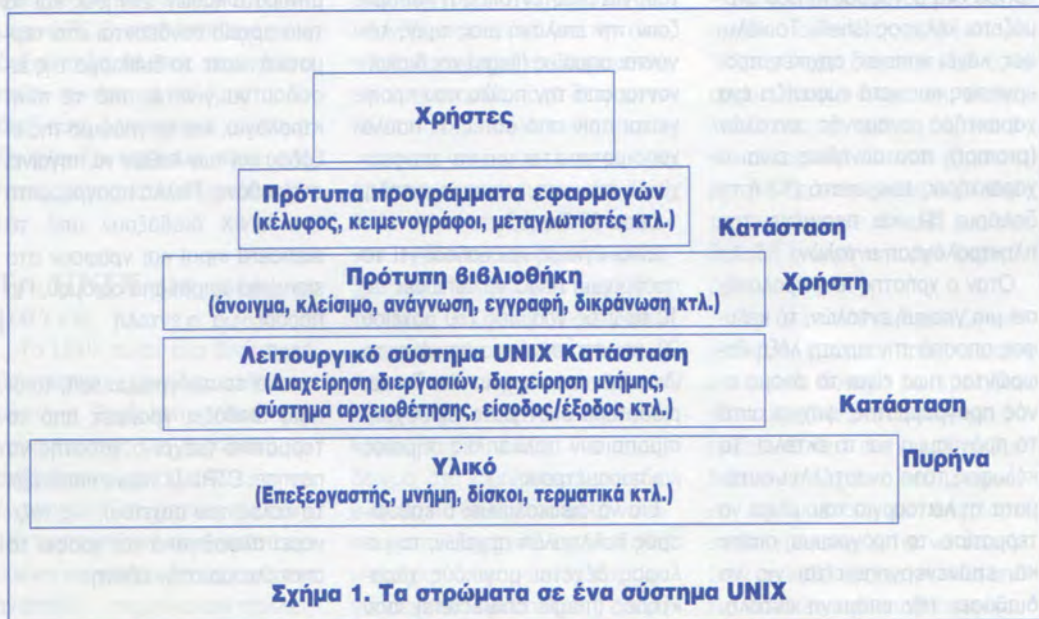 Χρήστες
Πρότυπα προγράμματα εφαρμογών
(κέλυφος, κειμενογράφοι, μεταγλωτιστές κτλ.)
Κατάσταση
Πρότυπη βιβλιοθήκη
(άνοιγμα, κλείσιμο, ανάγνωση, εγγραφή, δικράνωση κτλ.)
Χρήστη
Λειτουργικό σύστημα UNIX Κατάσταση
(Διαχείρηση διεργασιών, διαχείρηση μνήμης,
σύστημα αρχειοθέτησης, είσοδος/έξοδος κτλ.)
Κατάσταση
Υλικό
(Επεξεργαστής, μνήμη, δίσκοι, τερματικά κτλ.)
Πυρήνα
Σχήμα 1. Τα στρώματα σε ένα σύστημα UNIX